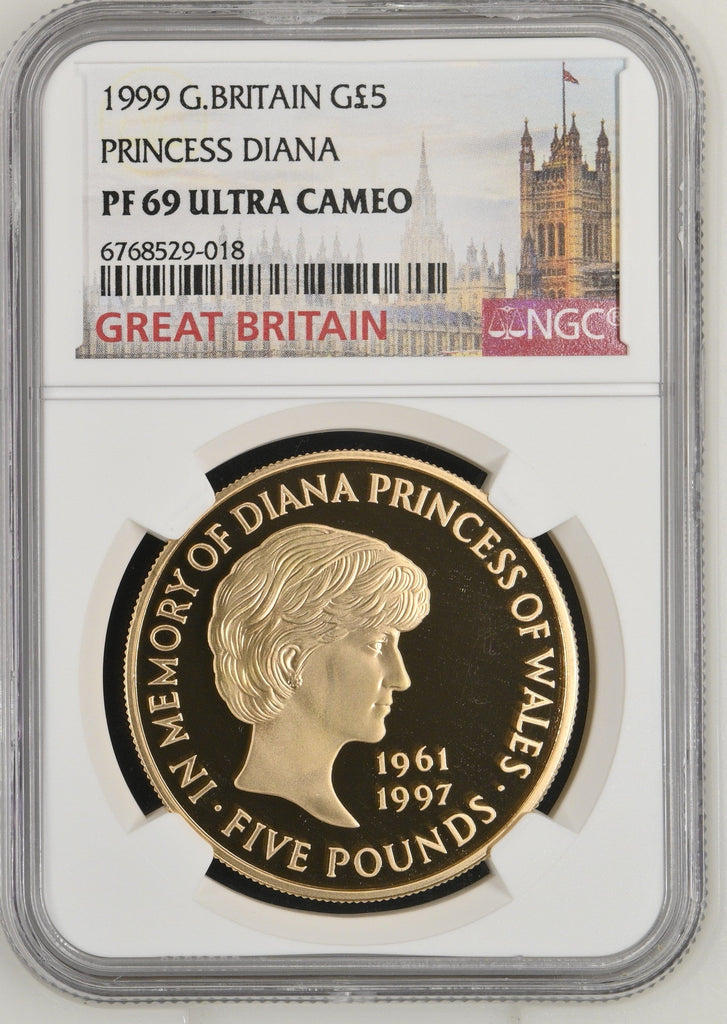 1999 G.BRITAIN G£5
PRINCESS DIANA
PF 69 ULTRA CAMEO
6768529-018
GREAT BRITAIN
NGC®
IN MEMORY OF DIANA PRINCESS OF WALES ·
1961
1997
· FIVE POUNDS